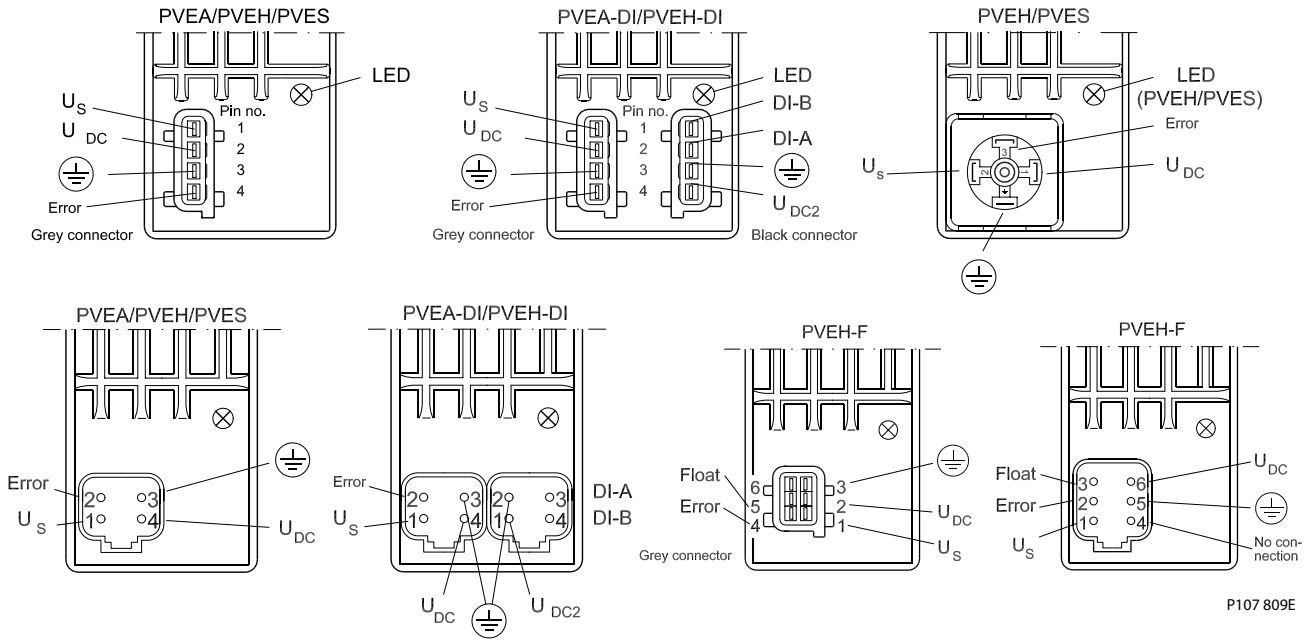 PVEA/PVEH/PVES
LED
Pin no.
U S
U DC
1
2
3
4
Error
Grey connector
PVEA-DI/PVEH-DI
LED
DI-B
Pin no.
U S
U DC
1
2
3
4
DI-A
Error
U DC2
Grey connector
Black connector
PVEH/PVES
LED
(PVEH/PVES)
Error
U s
U DC
3
2
1
PVEA/PVEH/PVES
Error
U S
2
3
1
4
U DC
PVEA-DI/PVEH-DI
Error
U S
2
3
2
3
1
4
1
4
DI-A
DI-B
U DC
U DC2
PVEH-F
Float
Error
6
5
4
3
2
1
U DC
U S
Grey connector
PVEH-F
Float
Error
U S
3
6
2
5
1
4
U DC
No con-
nection
P107 809E